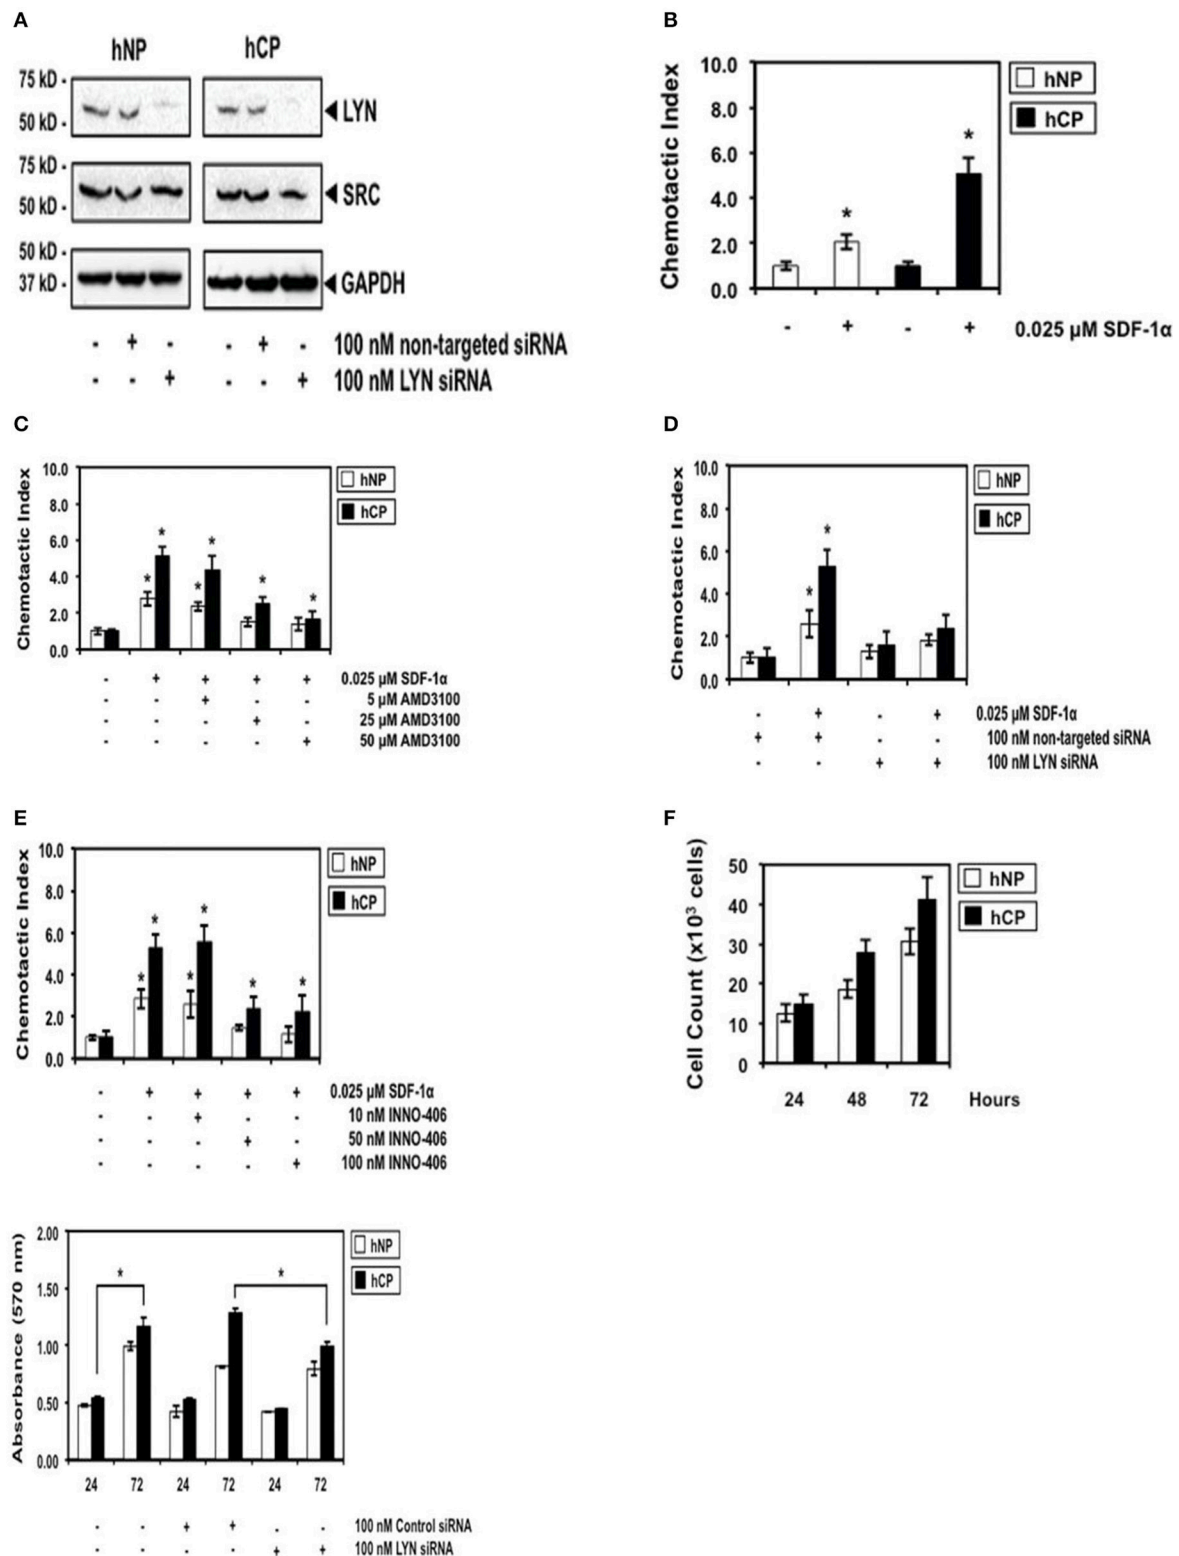 A
hNP hCP
75 kD -
50 kD -
LYN
75 kD -
50 kD -
SRC
50 kD -
37 kD -
GAPDH
- + - - + - 100 nM non-targeted siRNA
- - + - - + 100 nM LYN siRNA
B
Chemotactic Index
10.0
8.0
6.0
4.0
2.0
0.0
* *
hNP
hCP
- + - + 0.025 µM SDF-1α
C
Chemotactic Index
10.0
8.0
6.0
4.0
2.0
0.0
* * * * * *
hNP
hCP
- + + + + 0.025 µM SDF-1α
- - + - - 5 µM AMD3100
- - - + - 25 µM AMD3100
- - - - + 50 µM AMD3100
D
Chemotactic Index
10.0
8.0
6.0
4.0
2.0
0.0
* *
hNP
hCP
- + - + 0.025 µM SDF-1α
+ + - - 100 nM non-targeted siRNA
- - + + 100 nM LYN siRNA
E
Chemotactic Index
10.0
8.0
6.0
4.0
2.0
0.0
* * * * * *
hNP
hCP
- + + + + 0.025 µM SDF-1α
- - + - - 10 nM INNO-406
- - - + - 50 nM INNO-406
- - - - + 100 nM INNO-406
F
Cell Count (x10³ cells)
50
40
30
20
10
0
hNP
hCP
24 48 72 Hours
Absorbance (570 nm)
2.00
1.50
1.00
0.50
0.00
* *
hNP
hCP
24 72 24 72 24 72
- - + + - - 100 nM Control siRNA
- - - - + + 100 nM LYN siRNA